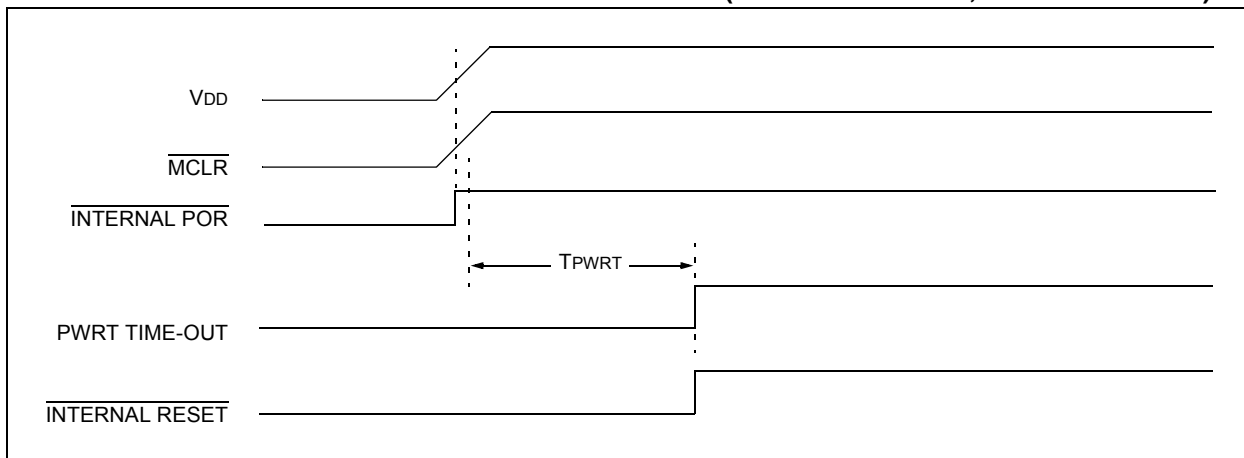 VDD
MCLR
INTERNAL POR
TPWRT
PWRT TIME-OUT
INTERNAL RESET